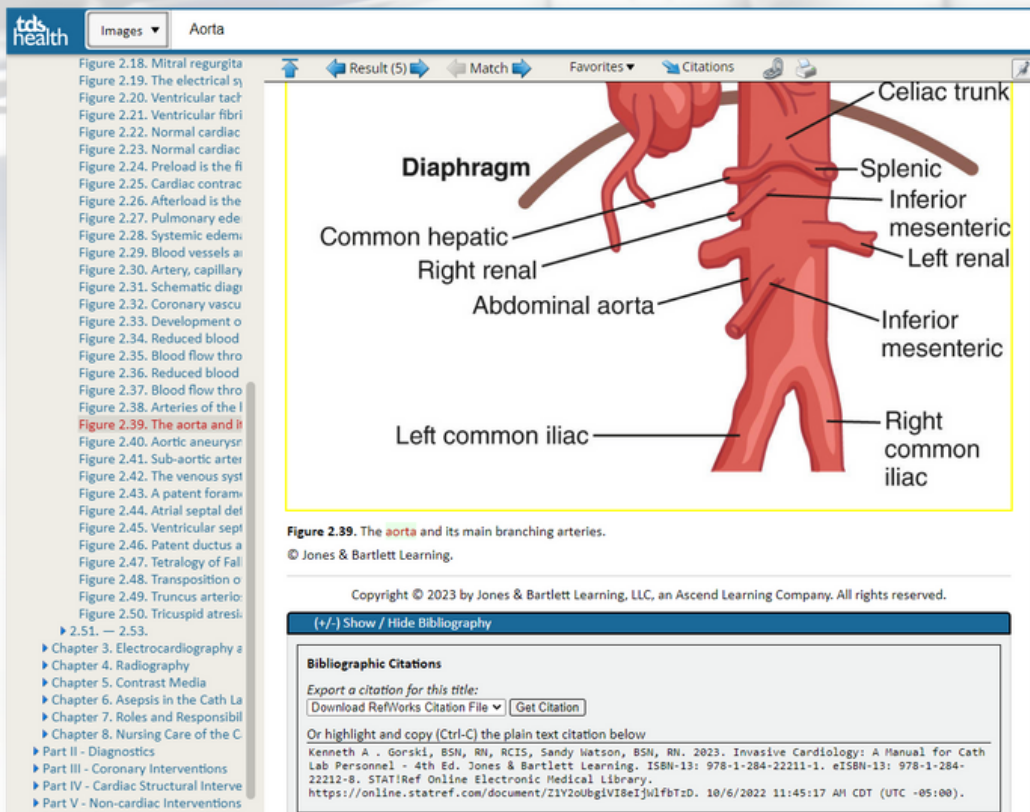 tds
health
Images ▼
Aorta
Figure 2.18. Mitral regurgita
Figure 2.19. The electrical sy
Figure 2.20. Ventricular tach
Figure 2.21. Ventricular fibri
Figure 2.22. Normal cardiac
Figure 2.23. Normal cardiac
Figure 2.24. Preload is the fi
Figure 2.25. Cardiac contrac
Figure 2.26. Afterload is the
Figure 2.27. Pulmonary ede
Figure 2.28. Systemic edema
Figure 2.29. Blood vessels a
Figure 2.30. Artery, capillary
Figure 2.31. Schematic diagr
Figure 2.32. Coronary vascu
Figure 2.33. Development o
Figure 2.34. Reduced blood
Figure 2.35. Blood flow thro
Figure 2.36. Reduced blood
Figure 2.37. Blood flow thro
Figure 2.38. Arteries of the l
Figure 2.39. The aorta and it
Figure 2.40. Aortic aneurysm
Figure 2.41. Sub-aortic arter
Figure 2.42. The venous syst
Figure 2.43. A patent foram
Figure 2.44. Atrial septal def
Figure 2.45. Ventricular sept
Figure 2.46. Patent ductus a
Figure 2.47. Tetralogy of Fal
Figure 2.48. Transposition o
Figure 2.49. Truncus arterio
Figure 2.50. Tricuspid atresi
2.51. — 2.53.
Chapter 3. Electrocardiography a
Chapter 4. Radiography
Chapter 5. Contrast Media
Chapter 6. Asepsis in the Cath La
Chapter 7. Roles and Responsibil
Chapter 8. Nursing Care of the C
Part II - Diagnostics
Part III - Coronary Interventions
Part IV - Cardiac Structural Interve
Part V - Non-cardiac Interventions
Result (5)
Match
Favorites ▼
Citations
Celiac trunk
Diaphragm
Splenic
Inferior
mesenteric
Common hepatic
Right renal
Left renal
Abdominal aorta
Inferior
mesenteric
Left common iliac
Right
common
iliac
Figure 2.39. The aorta and its main branching arteries.
© Jones & Bartlett Learning.
Copyright © 2023 by Jones & Bartlett Learning, LLC, an Ascend Learning Company. All rights reserved.
(+/-) Show / Hide Bibliography
Bibliographic Citations
Export a citation for this title:
Download RefWorks Citation File
Get Citation
Or highlight and copy (Ctrl-C) the plain text citation below
Kenneth A . Gorski, BSN, RN, RCIS, Sandy Watson, BSN, RN. 2023. Invasive Cardiology: A Manual for Cath
Lab Personnel - 4th Ed. Jones & Bartlett Learning. ISBN-13: 978-1-284-22211-1. eISBN-13: 978-1-284-
22212-8. STAT!Ref Online Electronic Medical Library.
https://online.statref.com/document/Z1Y2oUbgiVI8eIjWlfbTzD. 10/6/2022 11:45:17 AM CDT (UTC -05:00).